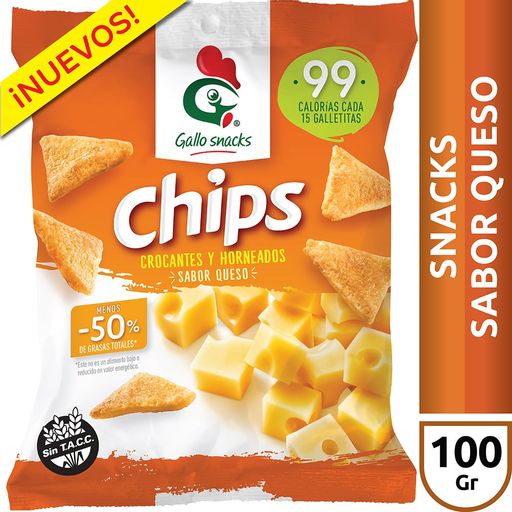 ¡NUEVOS!
Gallo snacks
®
99
CALORÍAS CADA
15 GALLETITAS
Chips
CROCANTES Y HORNEADOS
SABOR QUESO
MENOS
-50%
DE GRASAS TOTALES*
*Este no es un alimento bajo o
reducido en valor energético.
Sin T.A.C.C.
SNACKS
SABOR QUESO
100
Gr